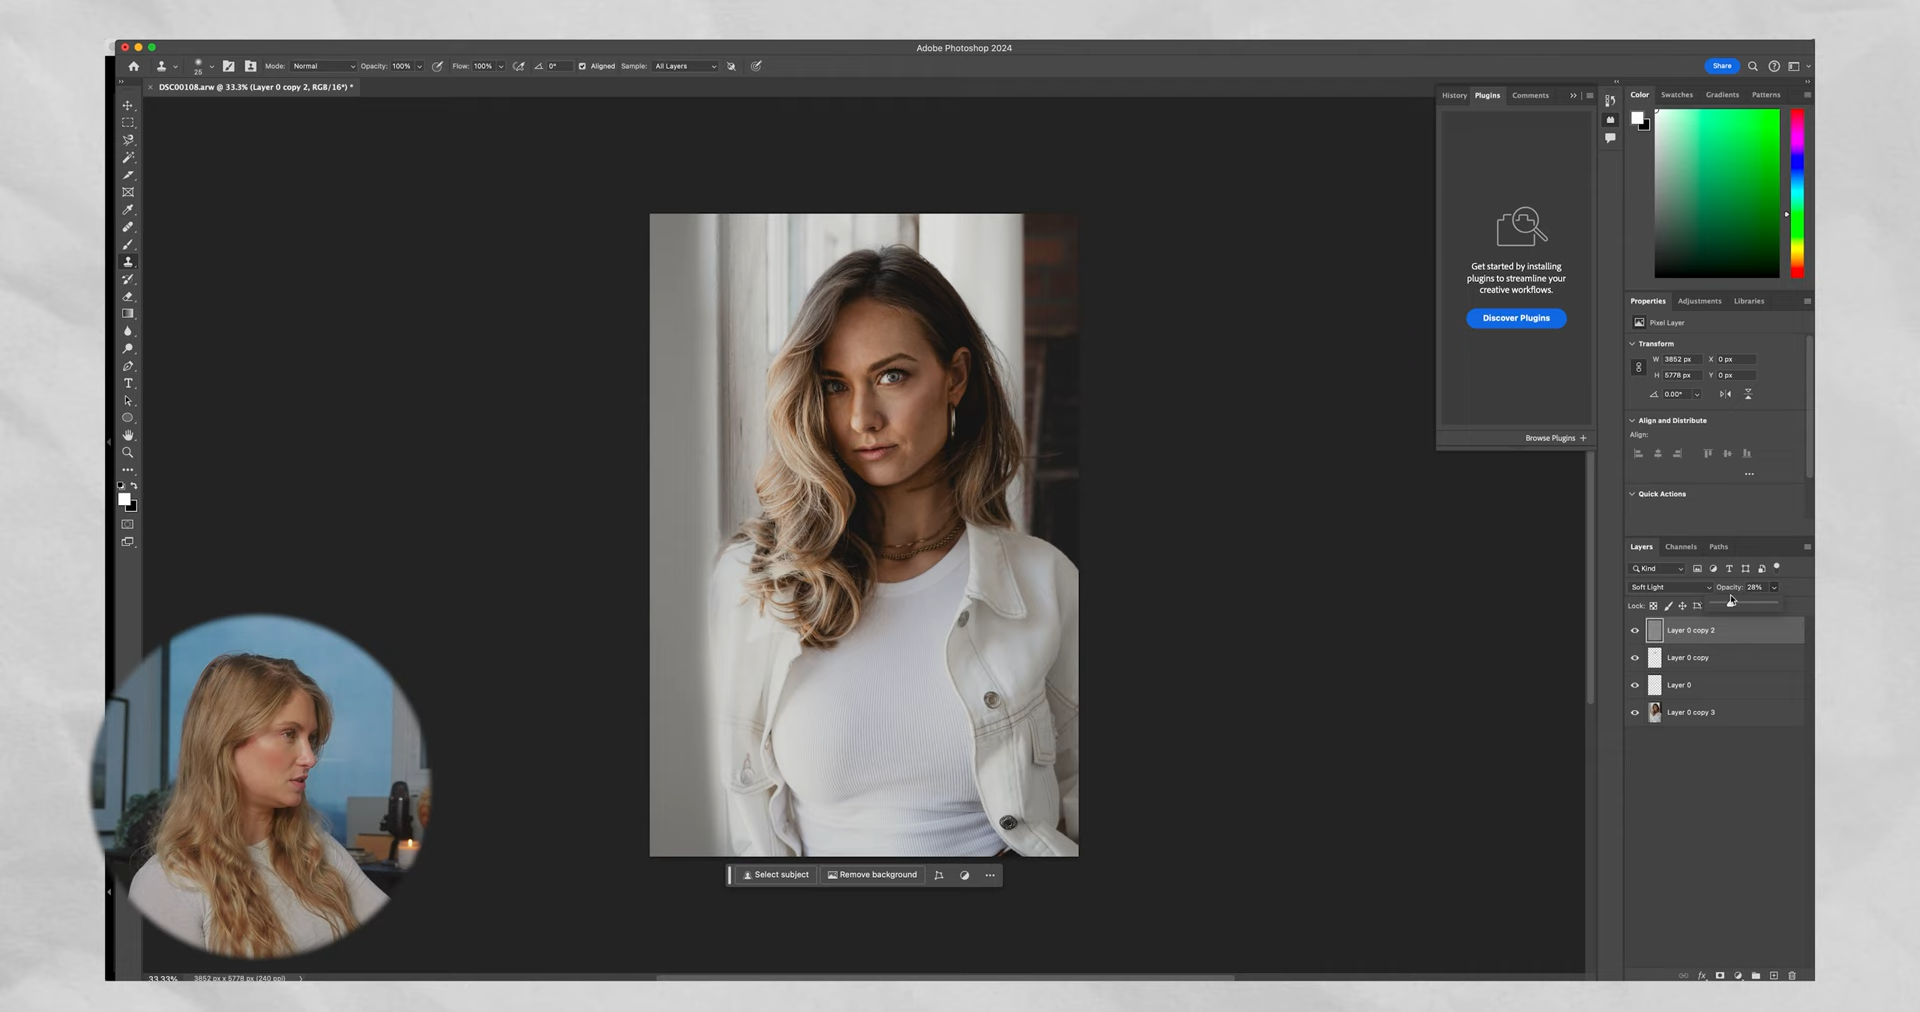 Adobe Photoshop 2024
25
Mode: Normal
Opacity: 100%
Flow: 100%
0°
Aligned
Sample: All Layers
Share
DSC00108.arw @ 33.3% (Layer 0 copy 2, RGB/16*) *
History Plugins Comments
Get started by installing
plugins to streamline your
creative workflows.
Discover Plugins
Browse Plugins
Color Swatches Gradients Patterns
Properties Adjustments Libraries
Pixel Layer
Transform
W 3852 px X 0 px
H 5778 px Y 0 px
0.00°
Align and Distribute
Align:
Quick Actions
Layers Channels Paths
Kind
Soft Light Opacity: 28%
Lock:
Layer 0 copy 2
Layer 0 copy
Layer 0
Layer 0 copy 3
Select subject Remove background
33.33% 3852 px x 5778 px (240 ppi)